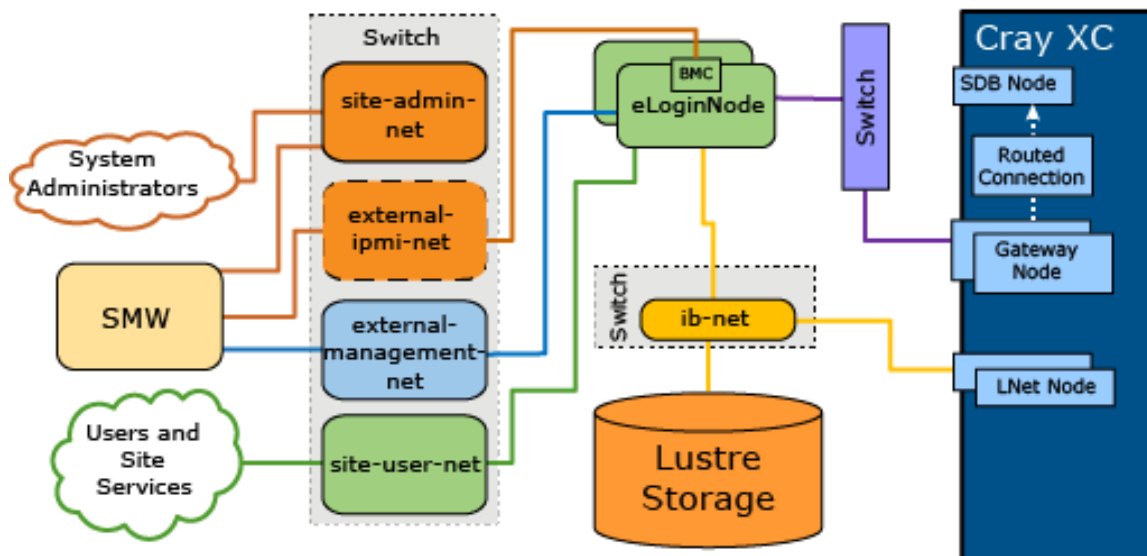 Switch
site-admin-
net
System
Administrators
external-
ipmi-net
SMW
external-
management-
net
Users and
Site
Services
site-user-net
BMC
eLoginNode
Switch
Switch
ib-net
Lustre
Storage
Cray XC
SDB Node
Routed
Connection
Gateway
Node
LNet Node